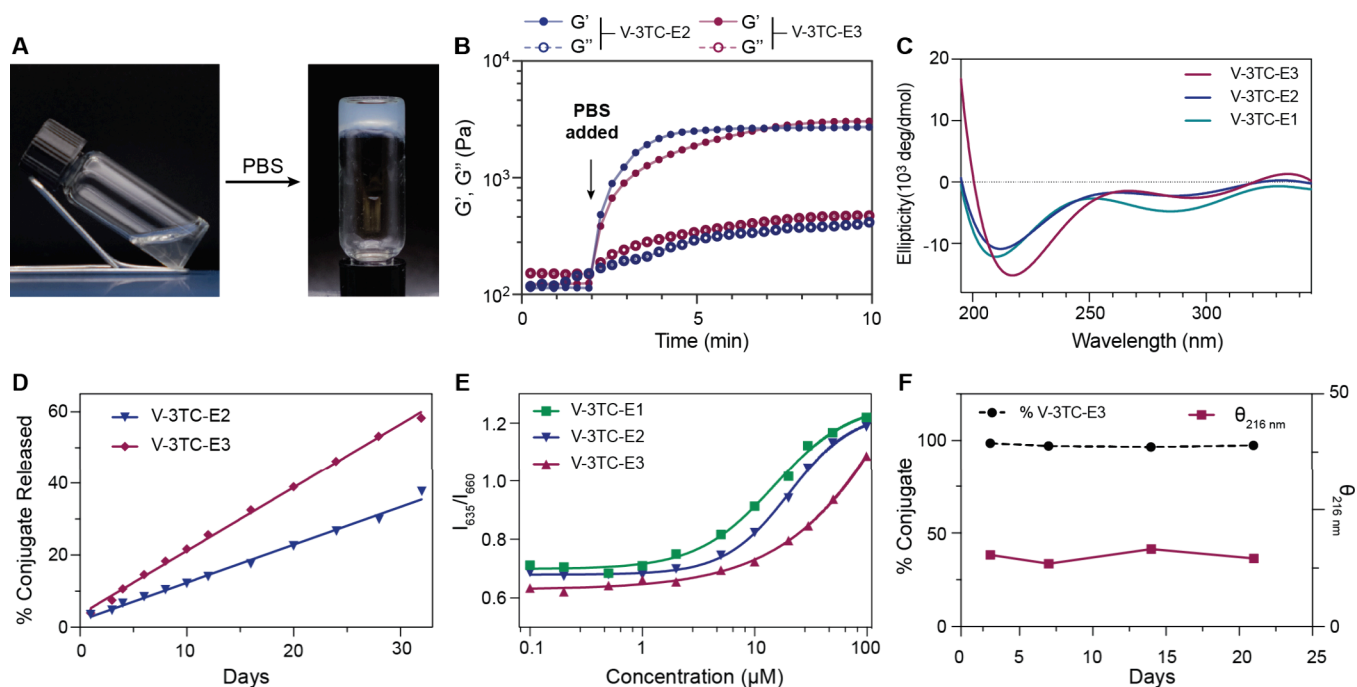 A
PBS
B
G'
G''
V-3TC-E2
G'
G''
V-3TC-E3
PBS
added
G', G'' (Pa)
10⁴
10³
10²
0
5
10
Time (min)
C
V-3TC-E3
V-3TC-E2
V-3TC-E1
Ellipticity(10³ deg/dmol)
20
10
0
-10
200
250
300
Wavelength (nm)
D
V-3TC-E2
V-3TC-E3
% Conjugate Released
60
40
20
0
0
10
20
30
Days
E
V-3TC-E1
V-3TC-E2
V-3TC-E3
I₆₃₅/I₆₆₀
1.2
1.0
0.8
0.6
0.1
1
10
100
Concentration (µM)
F
% V-3TC-E3
θ₂₁₆ ₙₘ
% Conjugate
100
50
0
50
0
θ₂₁₆ ₙₘ
0
5
10
15
20
25
Days